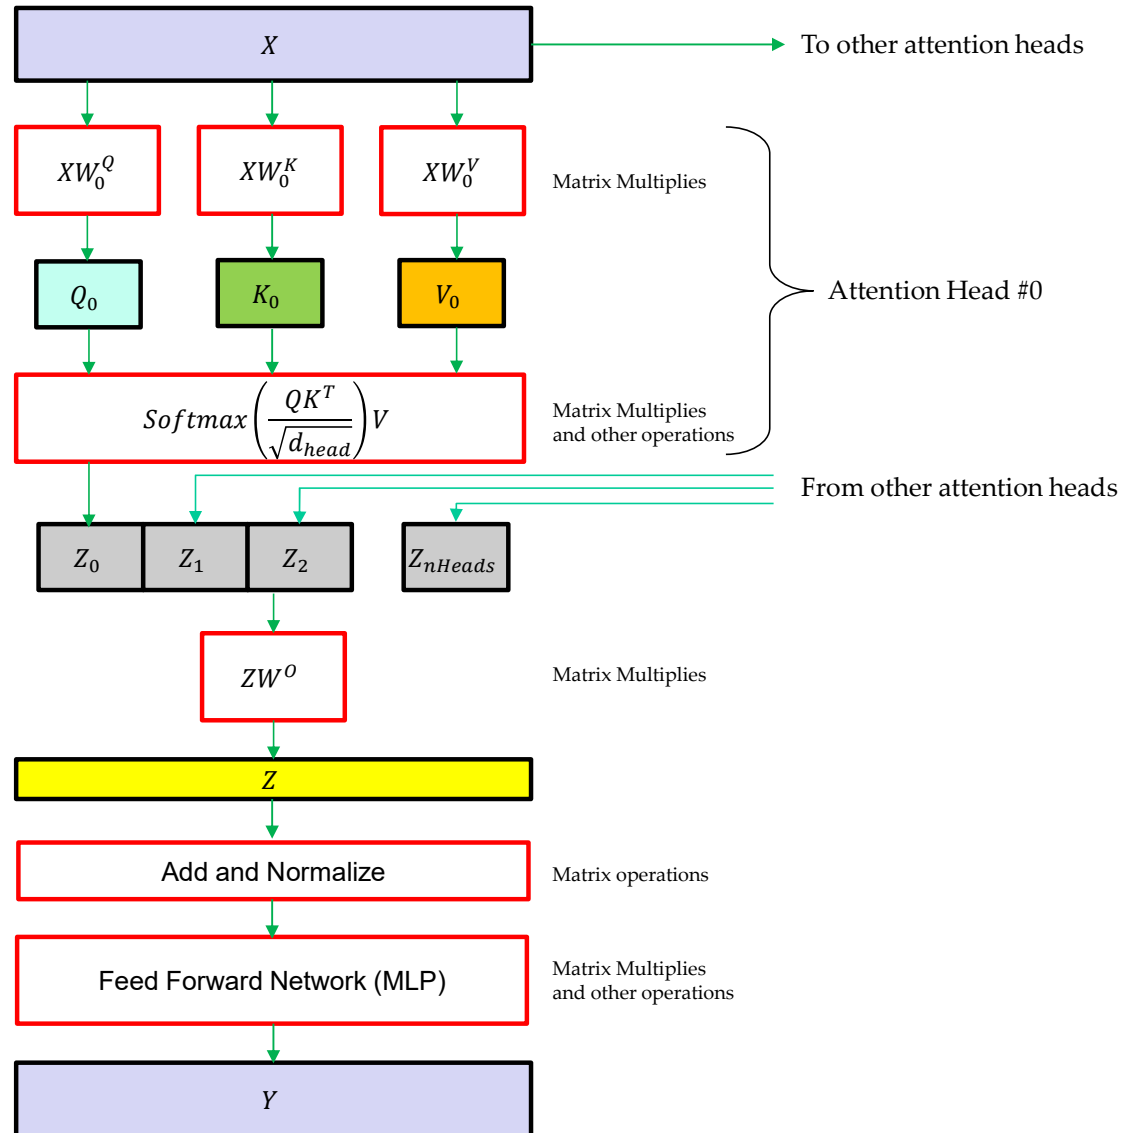 X
To other attention heads
XW_0^Q
XW_0^K
XW_0^V
Matrix Multiplies
Q_0
K_0
V_0
Attention Head #0
Softmax(QK^T/√d_head)V
Matrix Multiplies
and other operations
From other attention heads
Z_0
Z_1
Z_2
Z_nHeads
ZW^O
Matrix Multiplies
Z
Add and Normalize
Matrix operations
Feed Forward Network (MLP)
Matrix Multiplies
and other operations
Y